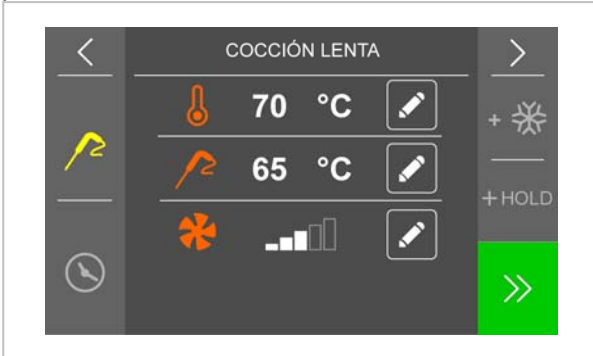 COCCIÓN LENTA
70 °C
65 °C
+
+ HOLD